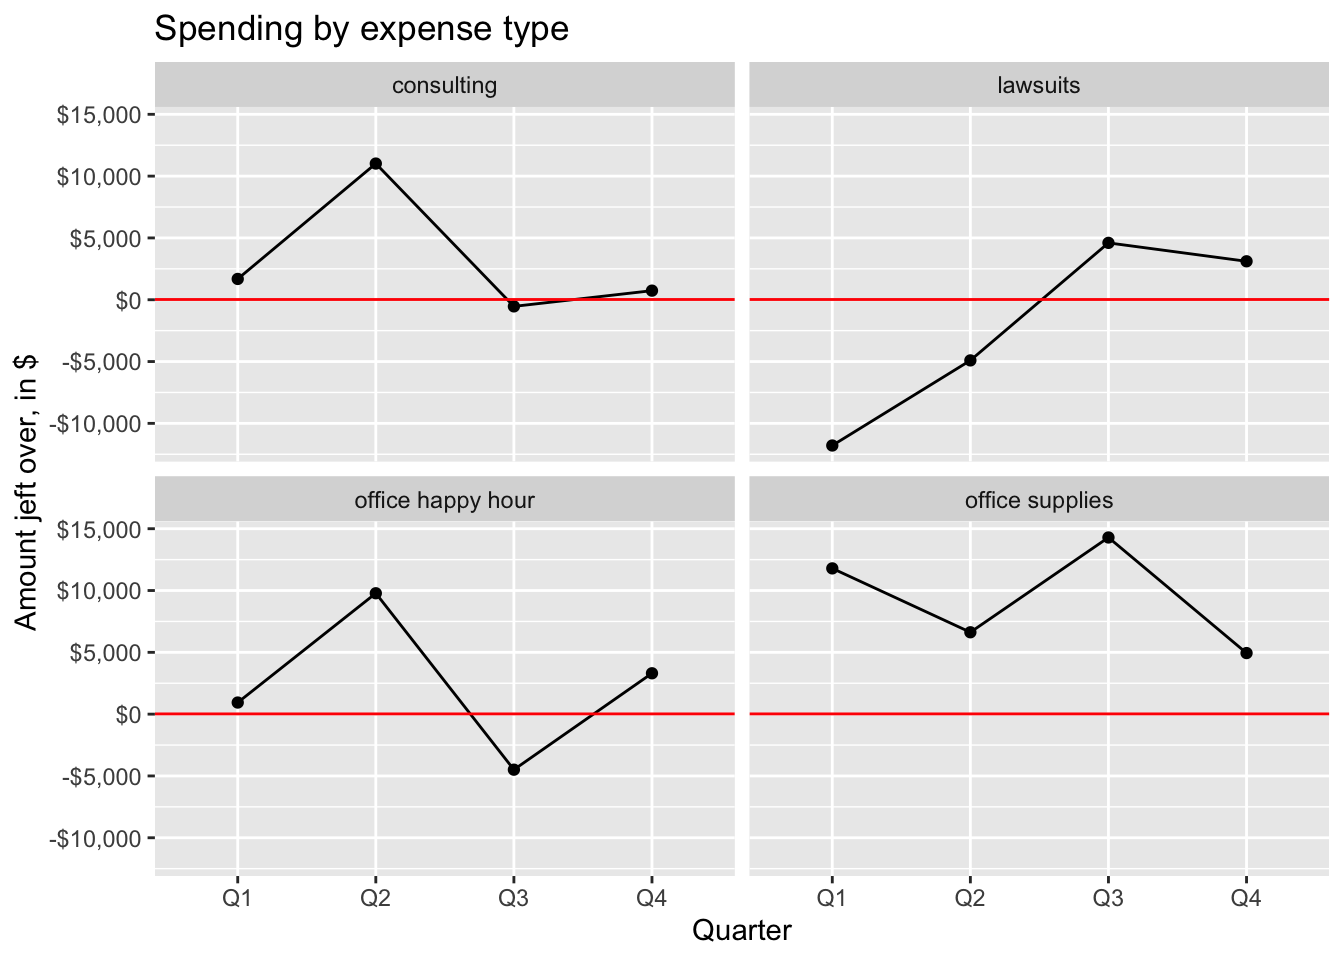 Spending by expense type
consulting
lawsuits
$15,000
$10,000
$5,000
$0
-$5,000
-$10,000
office happy hour
office supplies
$15,000
$10,000
$5,000
$0
-$5,000
-$10,000
Amount jeft over, in $
Q1 Q2 Q3 Q4 Q1 Q2 Q3 Q4
Quarter